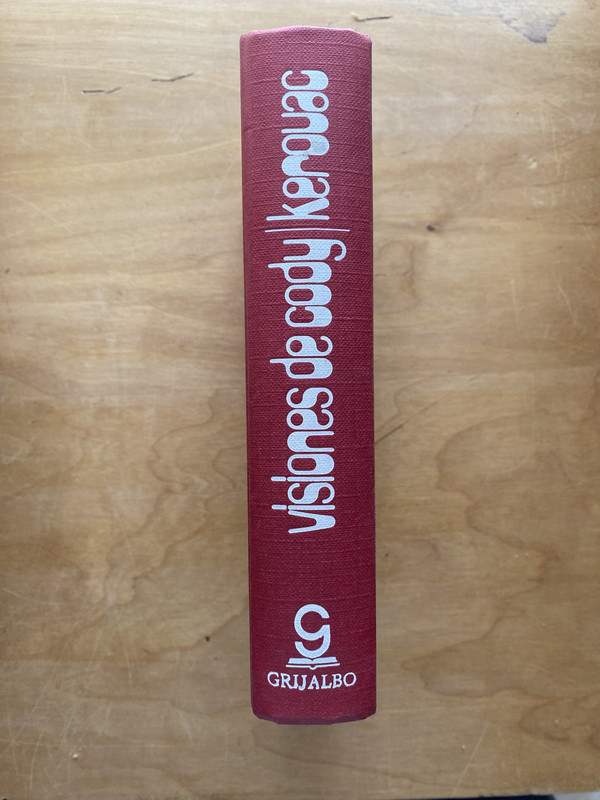 visiones de cody | kerouac
g
GRIJALBO